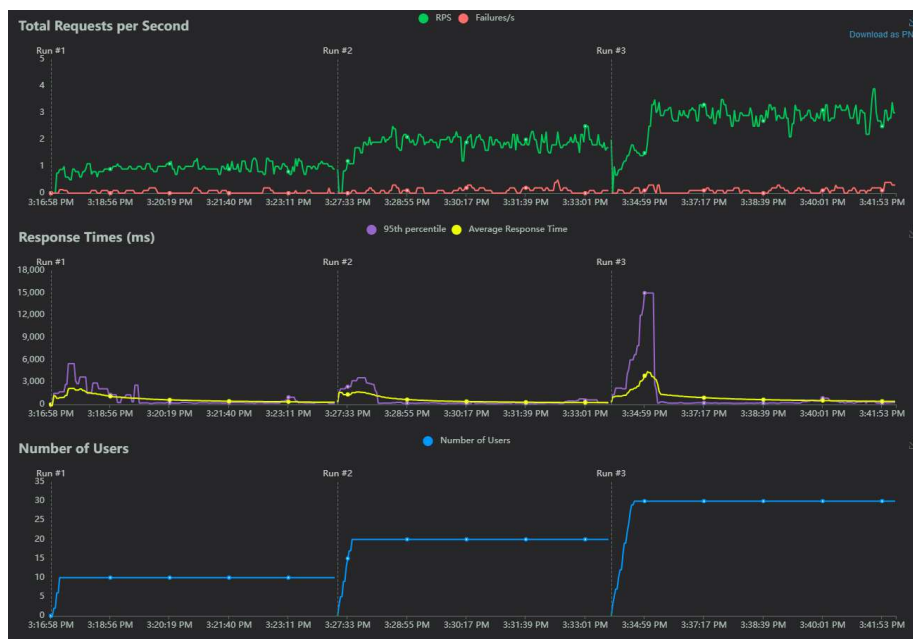 Total Requests per Second
RPS Failures/s
Download as PN
Run #1 Run #2 Run #3
5
4
3
2
1
0
3:16:58 PM 3:18:56 PM 3:20:19 PM 3:21:40 PM 3:23:11 PM 3:27:33 PM 3:28:55 PM 3:30:17 PM 3:31:39 PM 3:33:01 PM 3:34:59 PM 3:37:17 PM 3:38:39 PM 3:40:01 PM 3:41:53 PM
Response Times (ms)
95th percentile Average Response Time
Run #1 Run #2 Run #3
18,000
15,000
12,000
9,000
6,000
3,000
0
3:16:58 PM 3:18:56 PM 3:20:19 PM 3:21:40 PM 3:23:11 PM 3:27:33 PM 3:28:55 PM 3:30:17 PM 3:31:39 PM 3:33:01 PM 3:34:59 PM 3:37:17 PM 3:38:39 PM 3:40:01 PM 3:41:53 PM
Number of Users
Number of Users
Run #1 Run #2 Run #3
35
30
25
20
15
10
5
0
3:16:58 PM 3:18:56 PM 3:20:19 PM 3:21:40 PM 3:23:11 PM 3:27:33 PM 3:28:55 PM 3:30:17 PM 3:31:39 PM 3:33:01 PM 3:34:59 PM 3:37:17 PM 3:38:39 PM 3:40:01 PM 3:41:53 PM